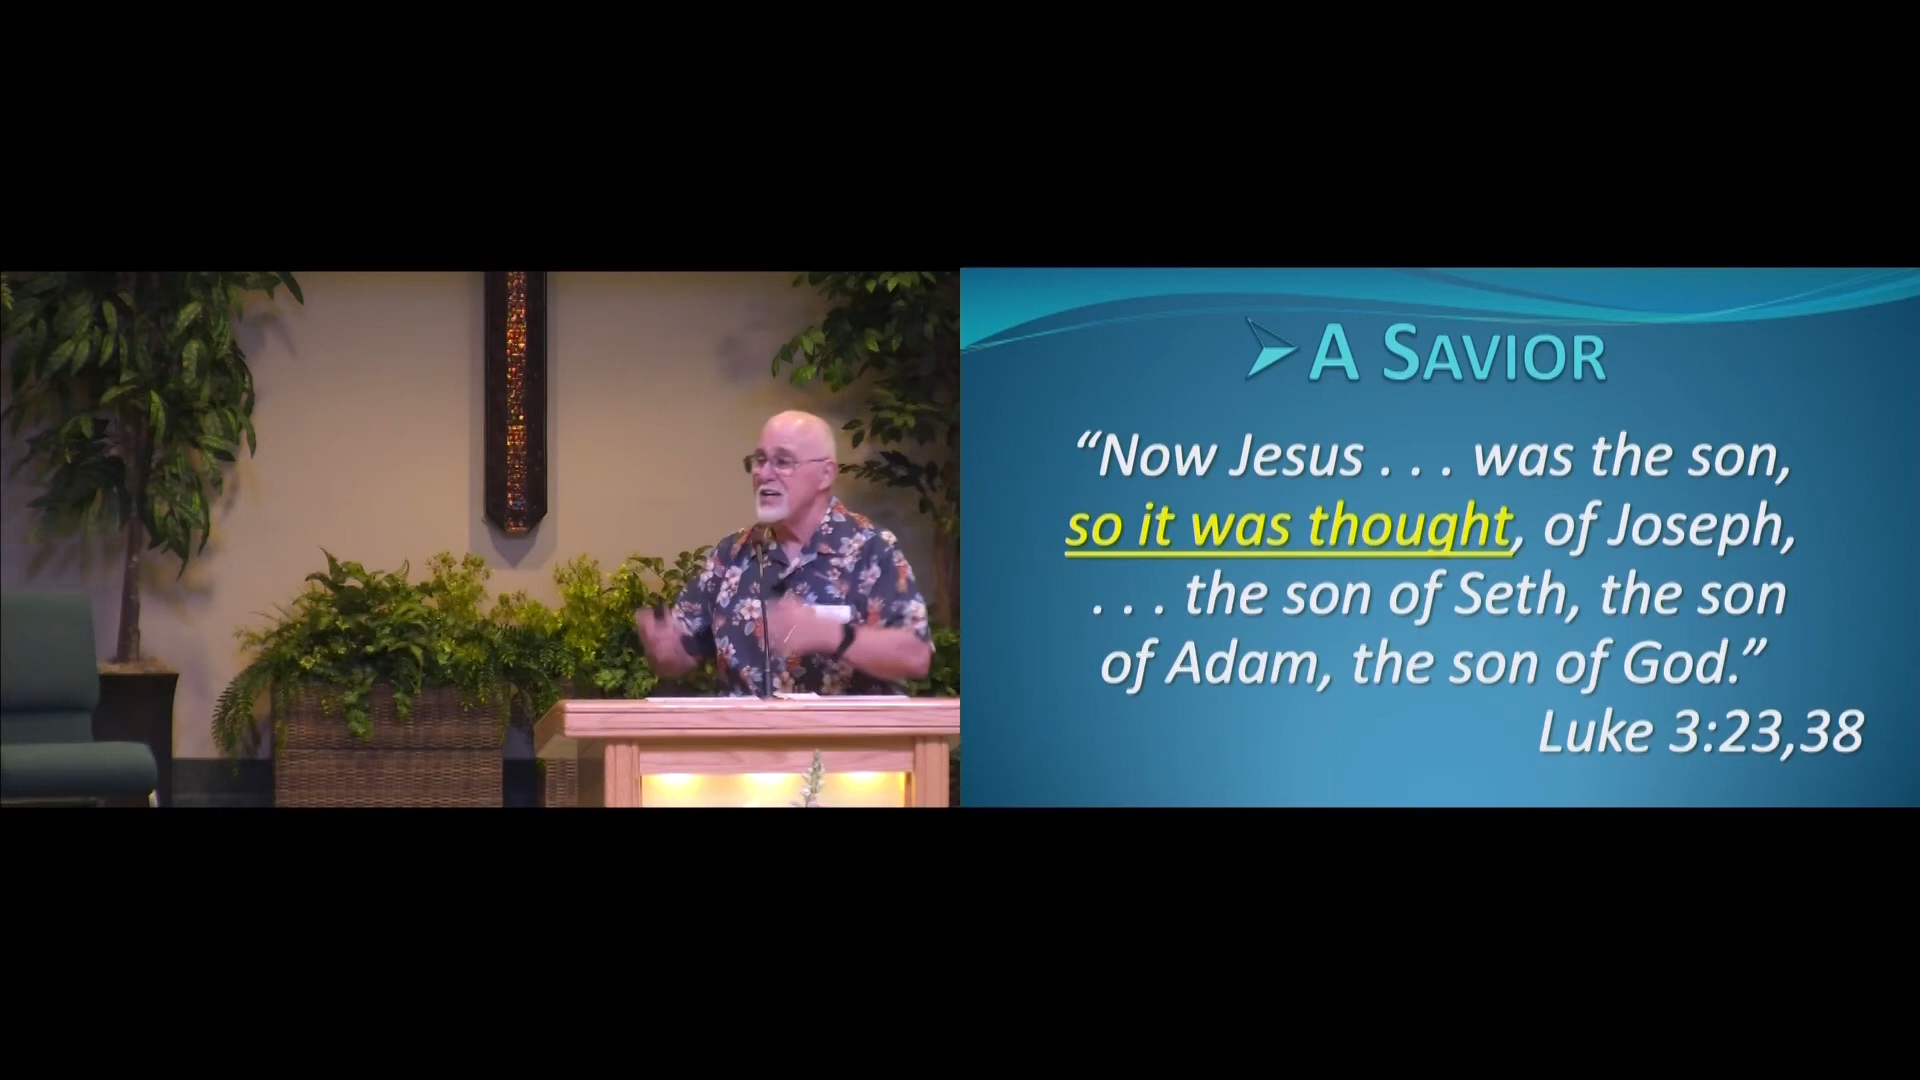 A SAVIOR
“Now Jesus . . . was the son,
so it was thought, of Joseph,
. . . the son of Seth, the son
of Adam, the son of God.”
Luke 3:23,38